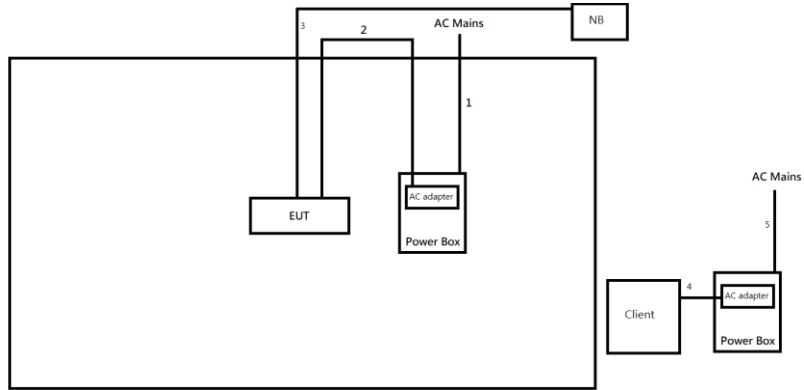 3
2
AC Mains
NB
1
AC Mains
AC adapter
EUT
5
Power Box
4
AC adapter
Client
Power Box